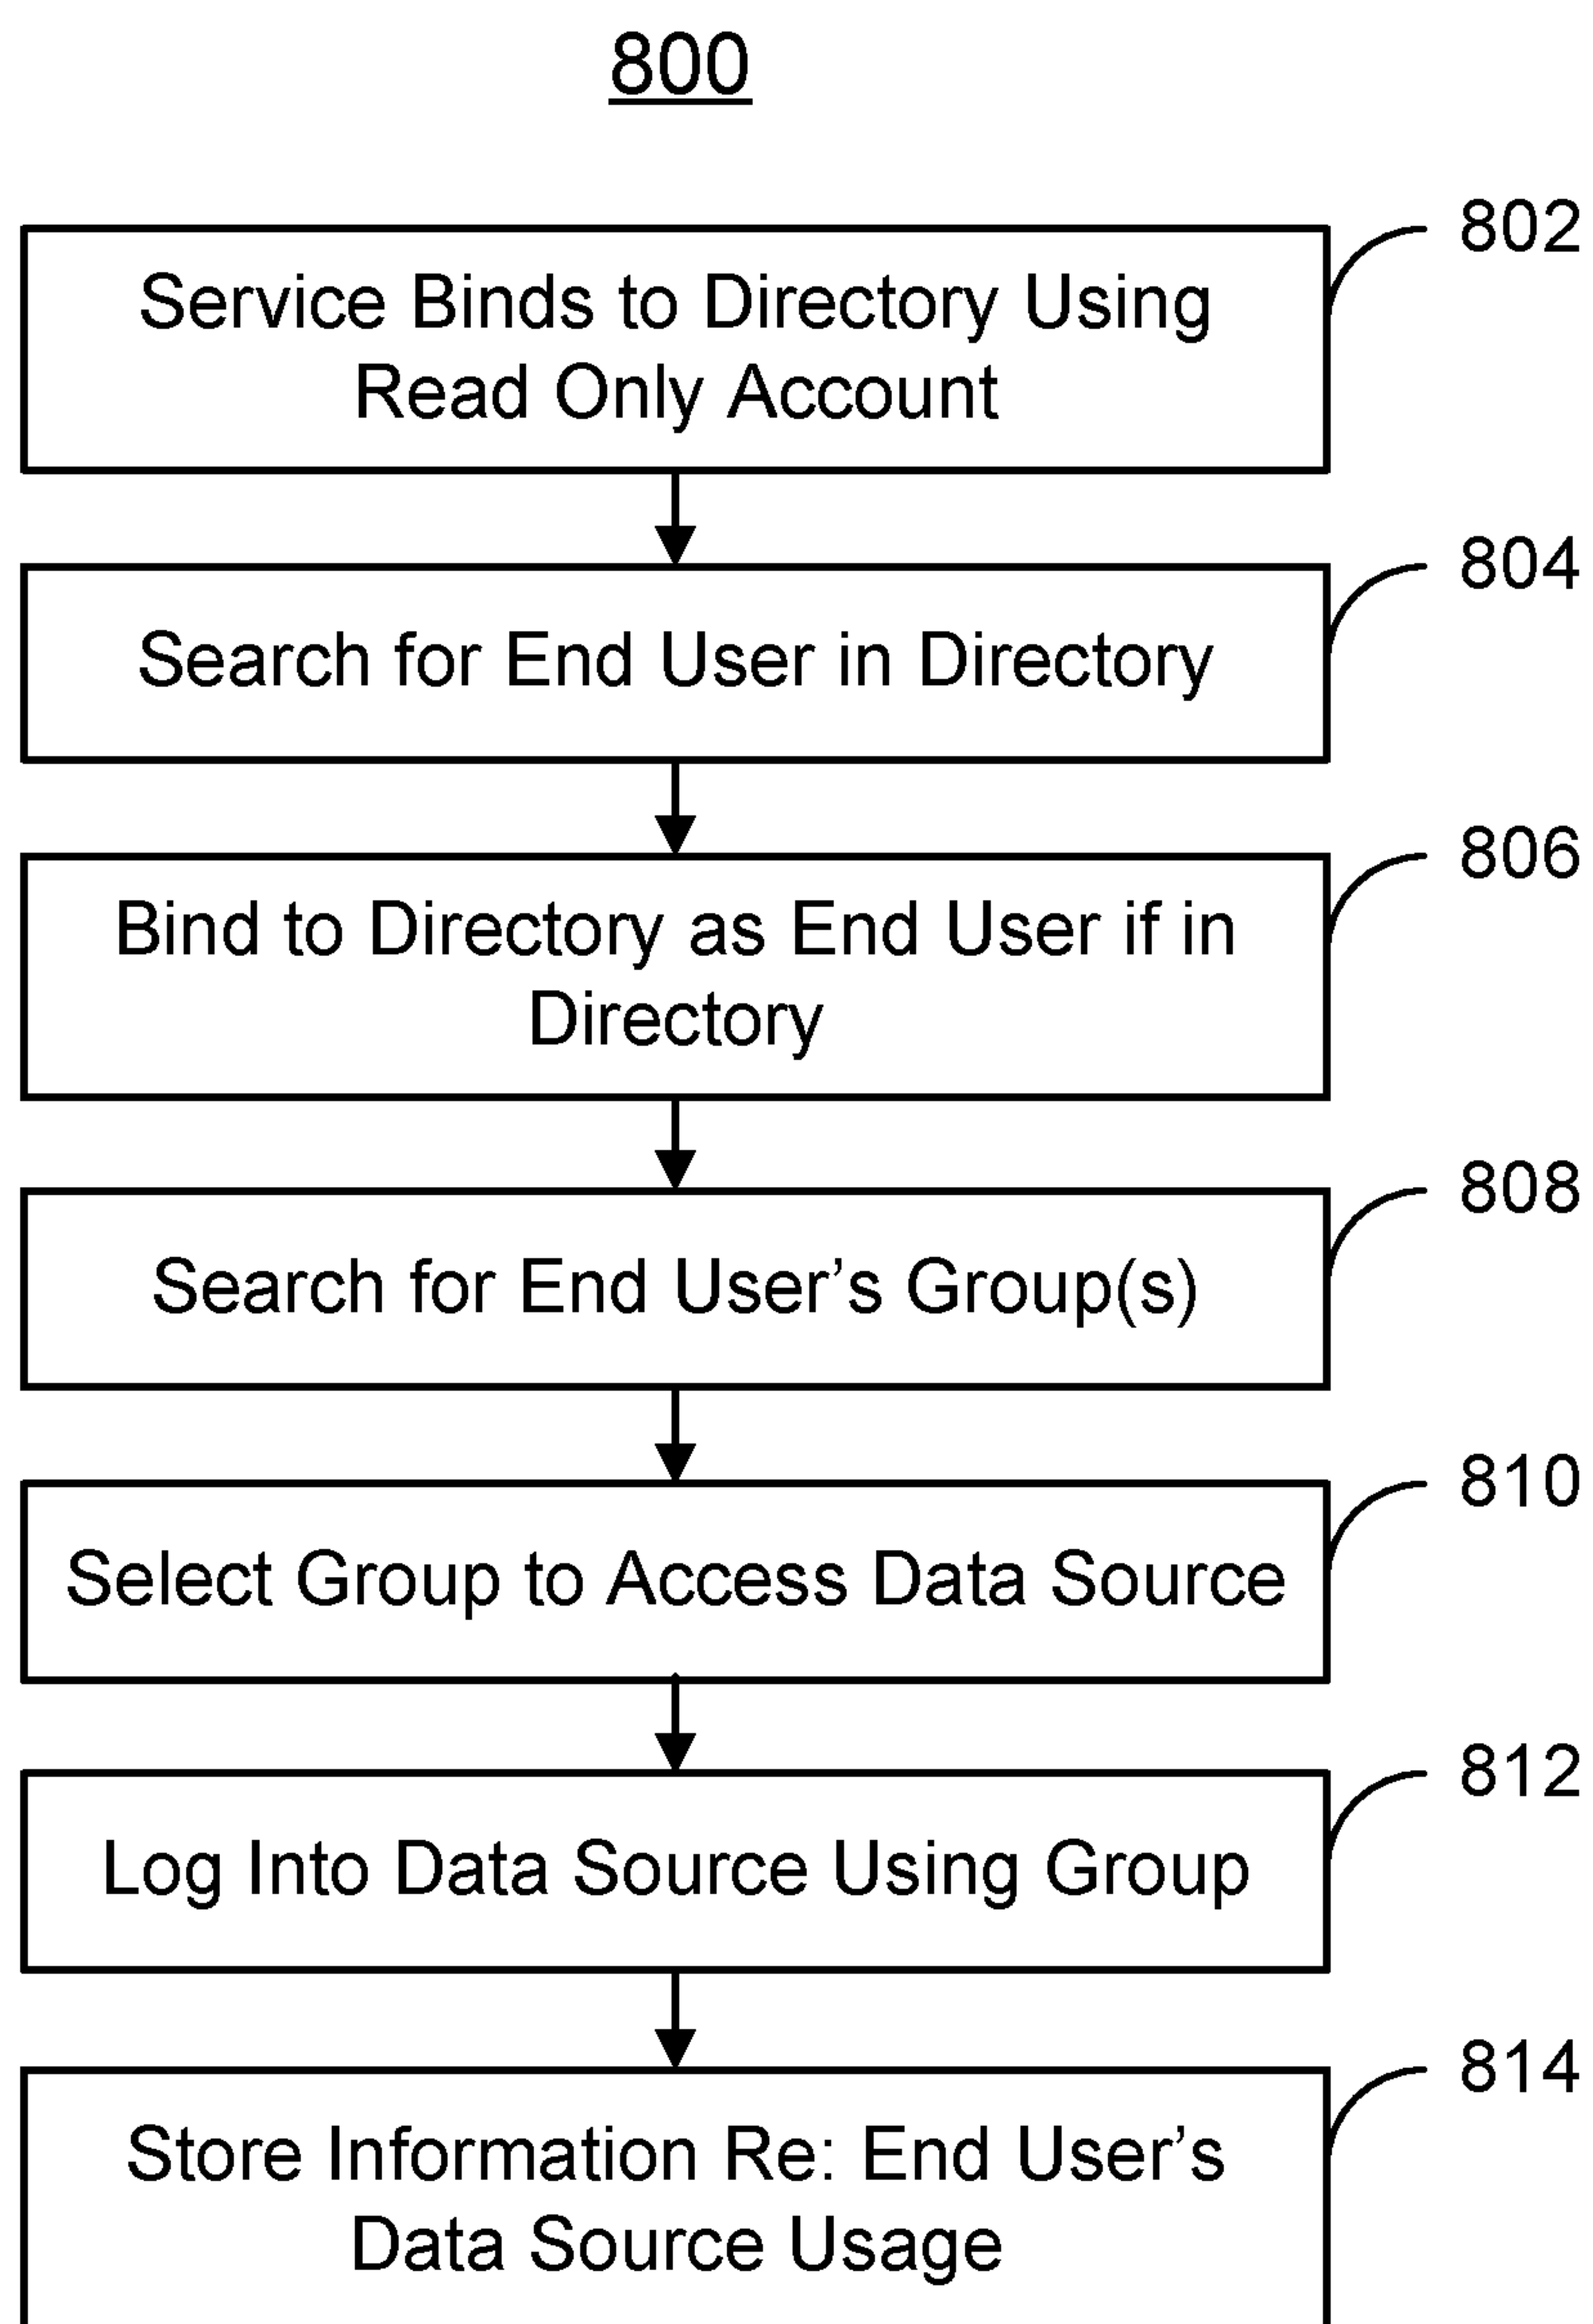 800
802
Service Binds to Directory Using
Read Only Account
804
Search for End User in Directory
806
Bind to Directory as End User if in
Directory
808
Search for End User’s Group(s)
810
Select Group to Access Data Source
812
Log Into Data Source Using Group
814
Store Information Re: End User’s
Data Source Usage